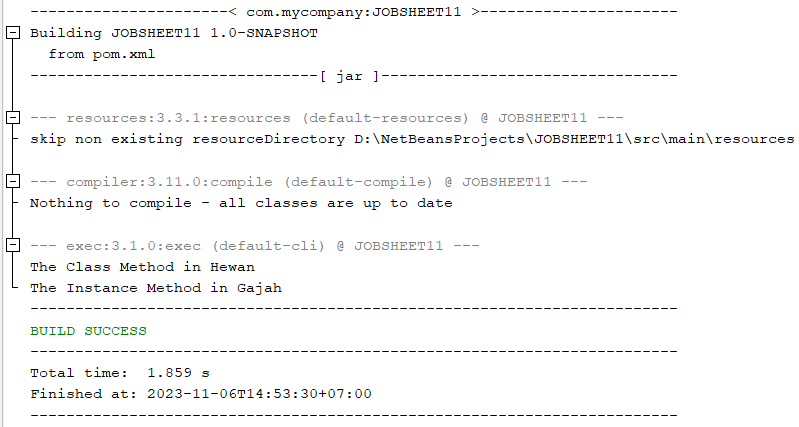 ----------------------< com.mycompany:JOBSHEET11 >----------------------
Building JOBSHEET11 1.0-SNAPSHOT
  from pom.xml
--------------------------------[ jar ]---------------------------------
--- resources:3.3.1:resources (default-resources) @ JOBSHEET11 ---
skip non existing resourceDirectory D:\NetBeansProjects\JOBSHEET11\src\main\resources
--- compiler:3.11.0:compile (default-compile) @ JOBSHEET11 ---
Nothing to compile - all classes are up to date
--- exec:3.1.0:exec (default-cli) @ JOBSHEET11 ---
The Class Method in Hewan
The Instance Method in Gajah
------------------------------------------------------------------------
BUILD SUCCESS
------------------------------------------------------------------------
Total time:  1.859 s
Finished at: 2023-11-06T14:53:30+07:00
------------------------------------------------------------------------